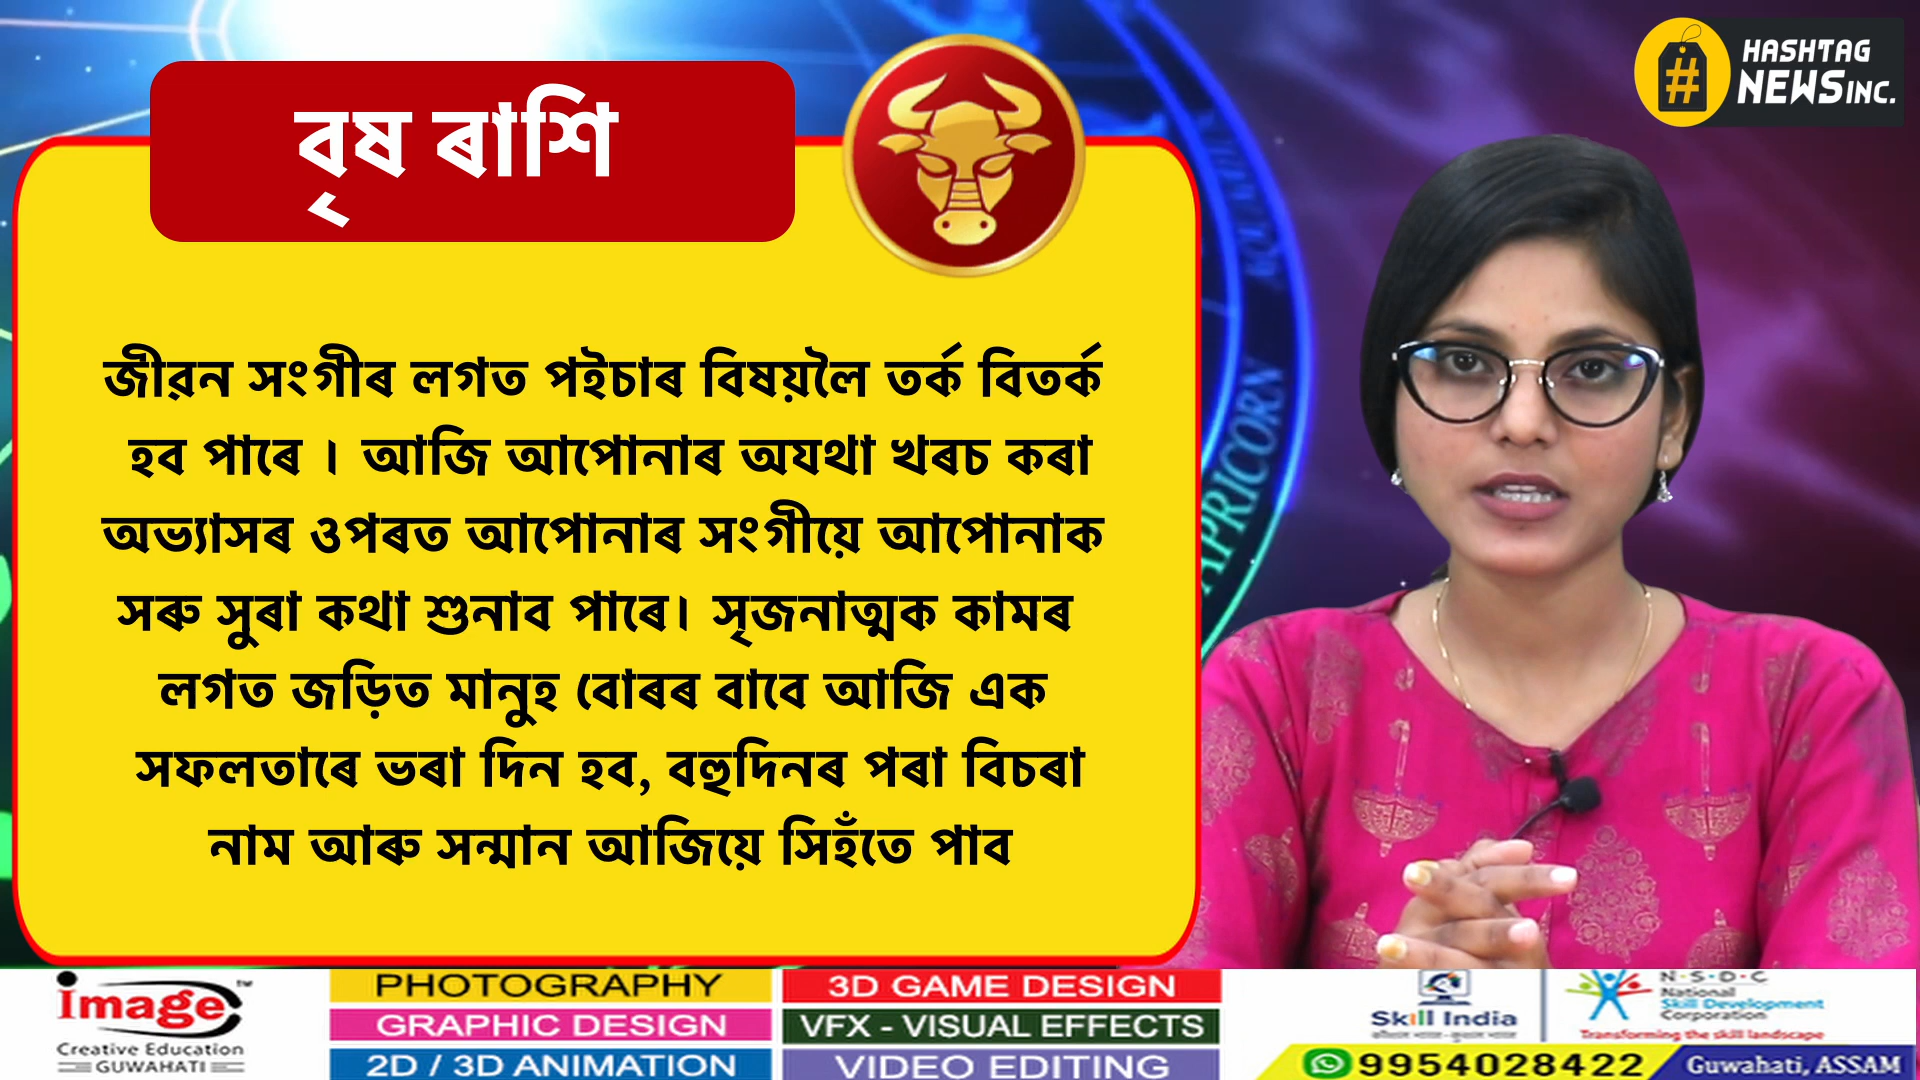 HASHTAG
NEWS INC.
বৃষ ৰাশি
জীৱন সংগীৰ লগত পইচাৰ বিষয়লৈ তৰ্ক বিতৰ্ক
হব পাৰে । আজি আপোনাৰ অযথা খৰচ কৰা
অভ্যাসৰ ওপৰত আপোনাৰ সংগীয়ে আপোনাক
সৰু সুৰা কথা শুনাব পাৰে। সৃজনাত্মক কামৰ
লগত জড়িত মানুহ বোৰৰ বাবে আজি এক
সফলতাৰে ভৰা দিন হব, বহুদিনৰ পৰা বিচৰা
নাম আৰু সন্মান আজিয়ে সিহঁতে পাব
CAPRICORN
image™
Creative Education
GUWAHATI
PHOTOGRAPHY
GRAPHIC DESIGN
2D / 3D ANIMATION
3D GAME DESIGN
VFX - VISUAL EFFECTS
VIDEO EDITING
Skill India
N·S·D·C
National
Skill Development
Corporation
Transforming the skill landscape
9954028422
Guwahati, ASSAM